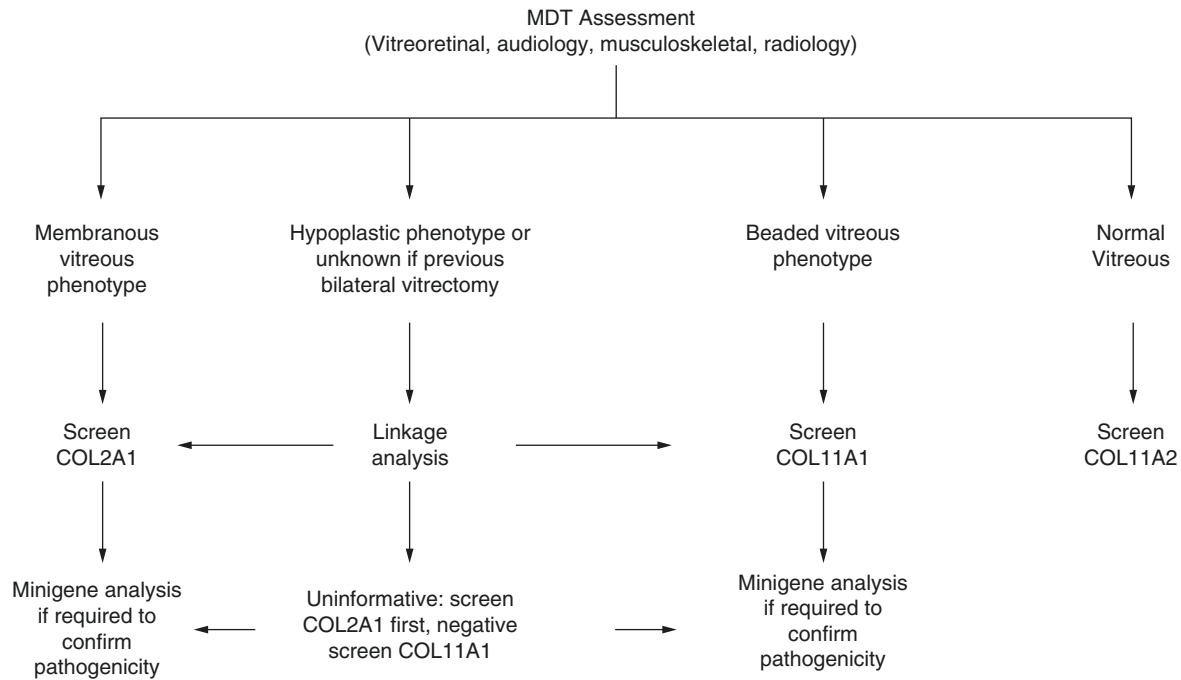 MDT Assessment
(Vitreoretinal, audiology, musculoskeletal, radiology)
Membranous
vitreous
phenotype
Hypoplastic phenotype or
unknown if previous
bilateral vitrectomy
Beaded vitreous
phenotype
Normal
Vitreous
Screen
COL2A1
Linkage
analysis
Screen
COL11A1
Screen
COL11A2
Minigene analysis
if required to
confirm
pathogenicity
Uninformative: screen
COL2A1 first, negative
screen COL11A1
Minigene analysis
if required to
confirm
pathogenicity